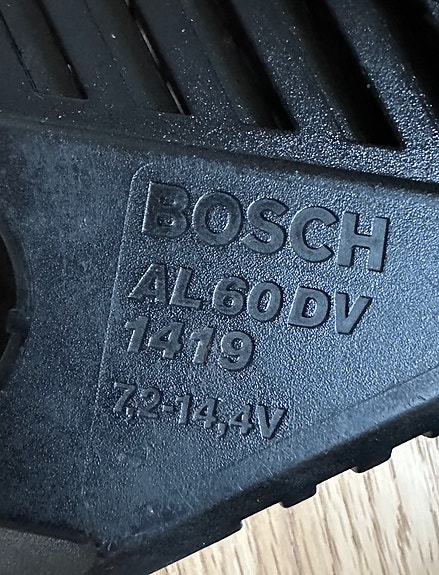 BOSCH
AL 60 DV
1419
7,2-14,4V